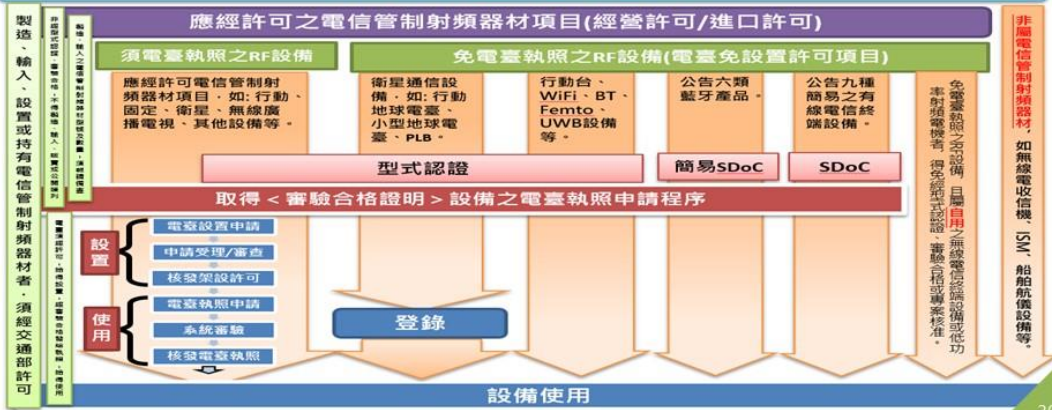 製造、輸入、設置或持有電信管制射頻器材者，須經交通部許可
應經許可之電信管制射頻器材項目(經營許可/進口許可)
須電臺執照之RF設備
免電臺執照之RF設備(電臺免設置許可項目)
應經許可電信管制射
頻器材項目，如:行動、
固定、衛星、無線廣
播電視、其他設備等。
衛星通信設
備，如: 行動
地球電臺、
小型地球電
臺、PLB。
行動台、
WiFi、BT、
Femto、
UWB設備
等。
公告六類
藍牙產品。
公告九種
簡易之有
線電信終
端設備。
型式認證
簡易SDoC
SDoC
取得＜審驗合格證明＞設備之電臺執照申請程序
設置
電臺設置申請
申請受理/審查
核發架設許可
使用
電臺執照申請
系統審驗
核發電臺執照
登錄
免電臺執照之RF設備，且屬自用之無線電信終端設備或低功
率射頻電機者，得免經型式認證、審驗合格或專案核准。
非屬電信管制射頻器材，如無線電收信機、ISM、船舶航儀設備等。
設備使用